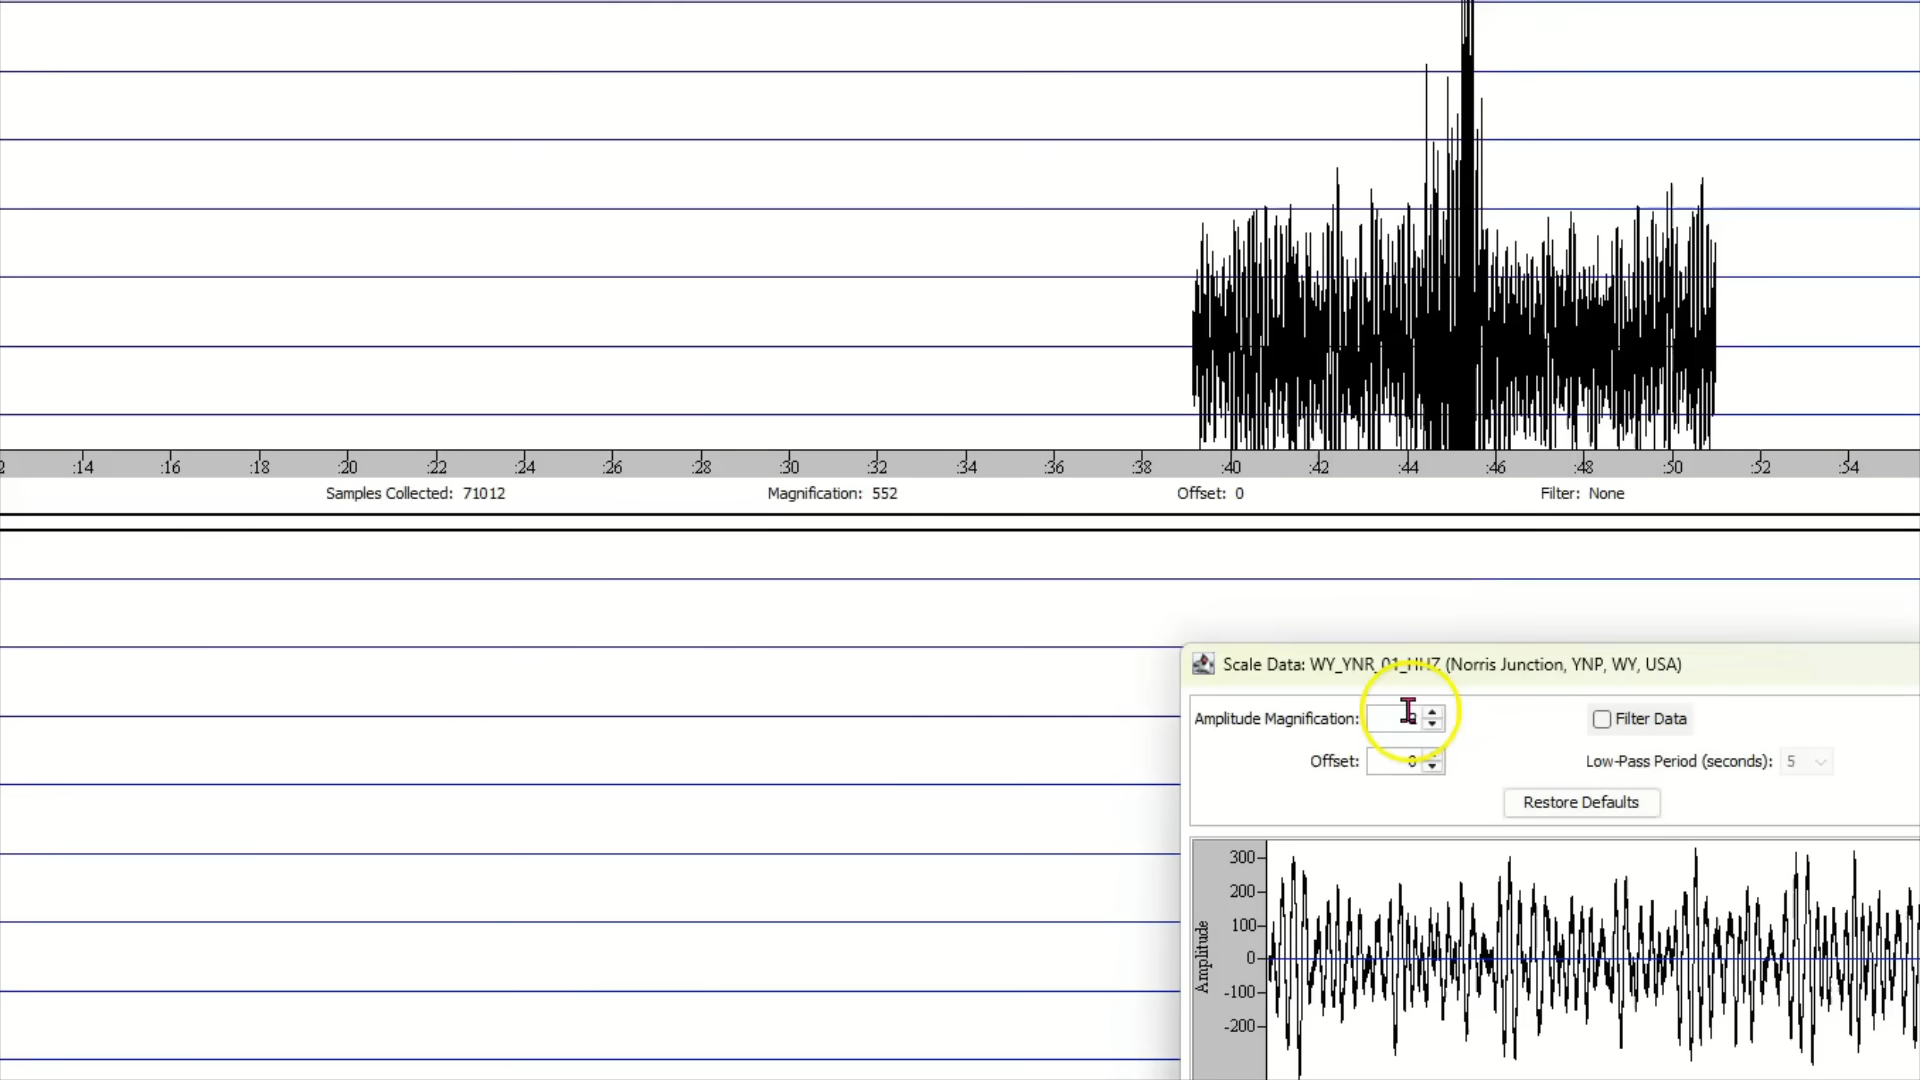 :14 :16 :18 :20 :22 :24 :26 :28 :30 :32 :34 :36 :38 :40 :42 :44 :46 :48 :50 :52 :54
Samples Collected: 71012 Magnification: 552 Offset: 0 Filter: None
Scale Data: WY_YNR_01_HHZ (Norris Junction, YNP, WY, USA)
Amplitude Magnification: Filter Data
Offset: 0 Low-Pass Period (seconds): 5
Restore Defaults
300
200
100
0
-100
-200
Amplitude